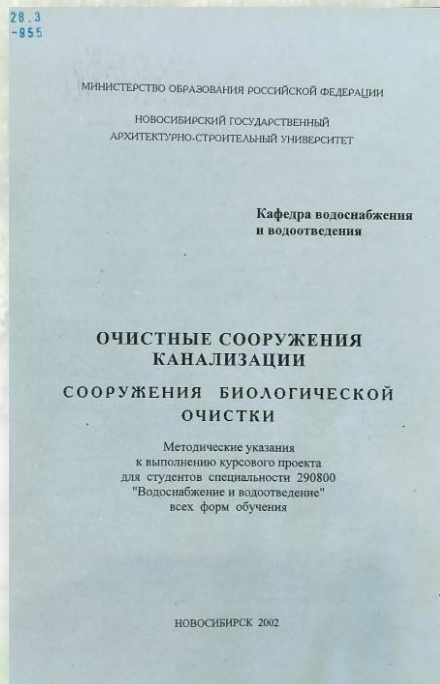 28.3
-955
МИНИСТЕРСТВО ОБРАЗОВАНИЯ РОССИЙСКОЙ ФЕДЕРАЦИИ
НОВОСИБИРСКИЙ ГОСУДАРСТВЕННЫЙ
АРХИТЕКТУРНО-СТРОИТЕЛЬНЫЙ УНИВЕРСИТЕТ
Кафедра водоснабжения
и водоотведения
ОЧИСТНЫЕ СООРУЖЕНИЯ
КАНАЛИЗАЦИИ
СООРУЖЕНИЯ БИОЛОГИЧЕСКОЙ
ОЧИСТКИ
Методические указания
к выполнению курсового проекта
для студентов специальности 290800
"Водоснабжение и водоотведение"
всех форм обучения
НОВОСИБИРСК 2002